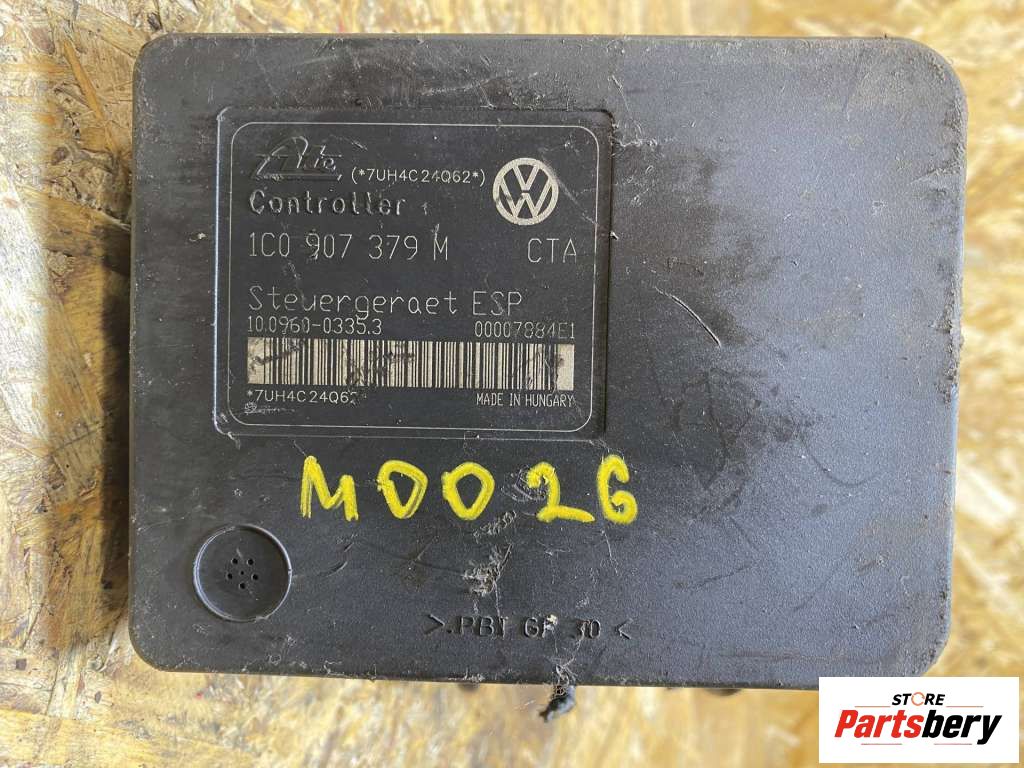 Ate (*7UH4C24Q62*)
Controller
1C0 907 379 M CTA
Steuergeraet ESP
10.0960-0335.3 00007884E1
*7UH4C24Q62*
MADE IN HUNGARY
M0026
>.PBT GF 30 <
STORE
Partsbery